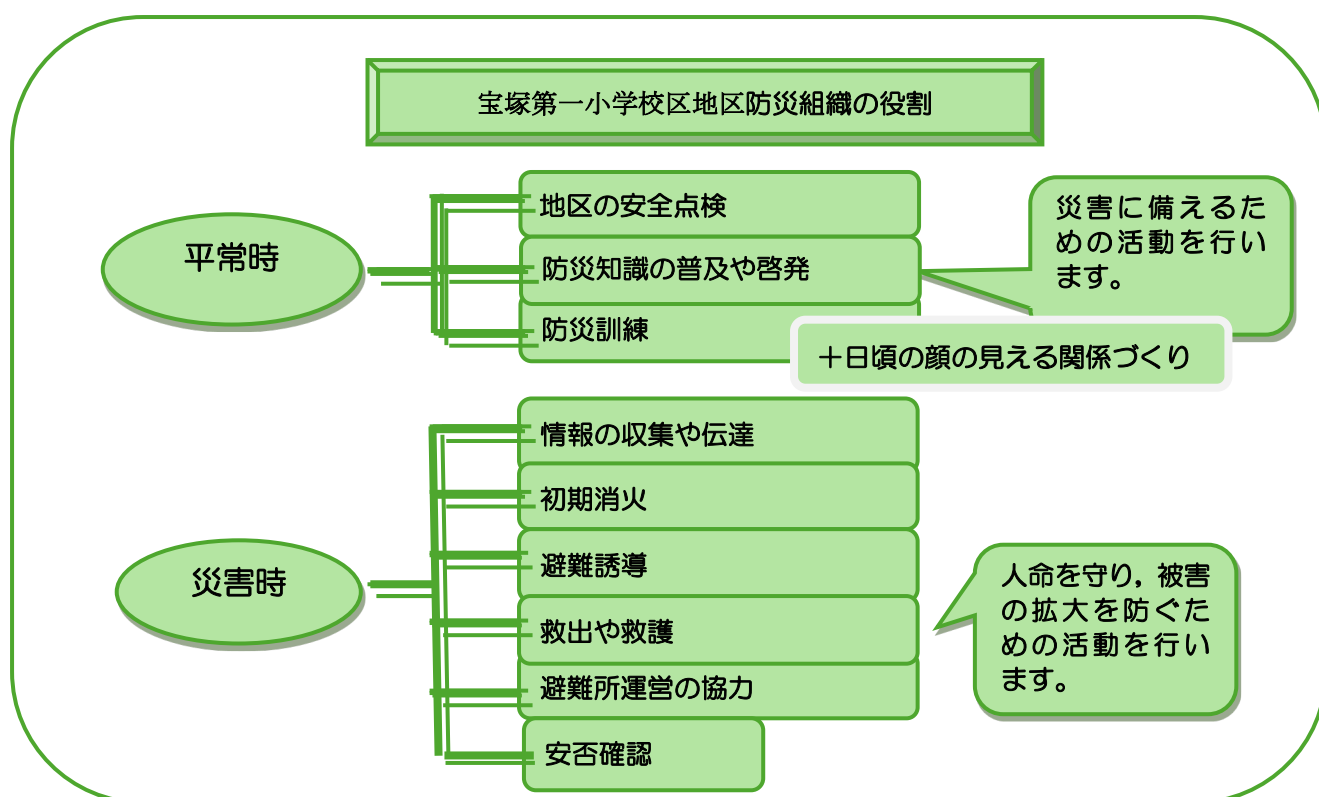 宝塚第一小学校区地区防災組織の役割
平常時
地区の安全点検
防災知識の普及や啓発
防災訓練
災害に備えるた
めの活動を行い
ます。
＋日頃の顔の見える関係づくり
災害時
情報の収集や伝達
初期消火
避難誘導
救出や救護
避難所運営の協力
安否確認
人命を守り，被害
の拡大を防ぐた
めの活動を行い
ます。